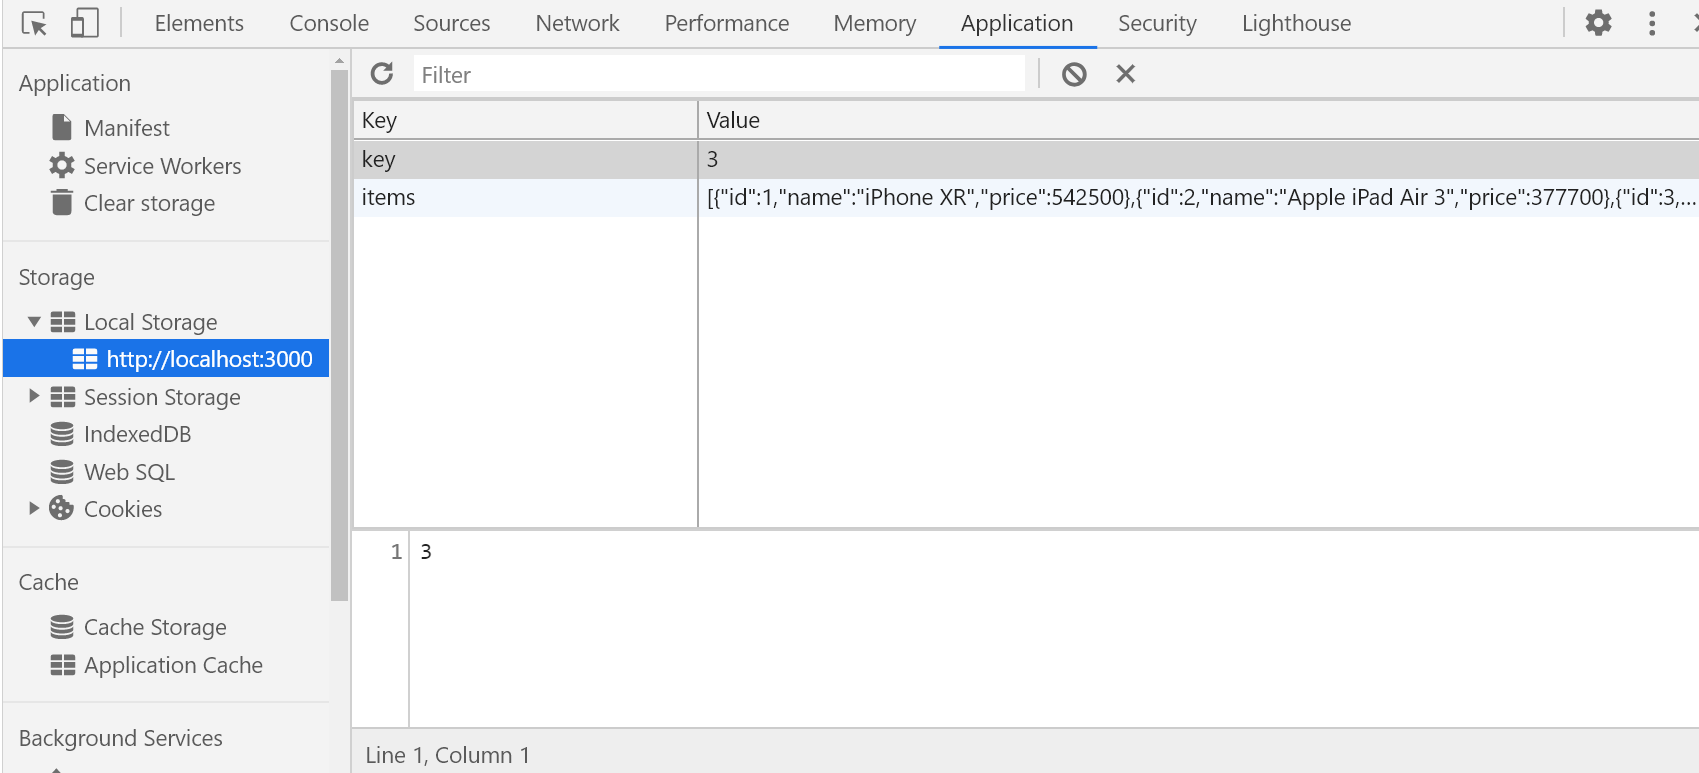 Elements Console Sources Network Performance Memory Application Security Lighthouse
Application
Manifest
Service Workers
Clear storage
Storage
Local Storage
http://localhost:3000
Session Storage
IndexedDB
Web SQL
Cookies
Cache
Cache Storage
Application Cache
Background Services
Filter
Key Value
key 3
items [{"id":1,"name":"iPhone XR","price":542500},{"id":2,"name":"Apple iPad Air 3","price":377700},{"id":3,...
1 3
Line 1, Column 1